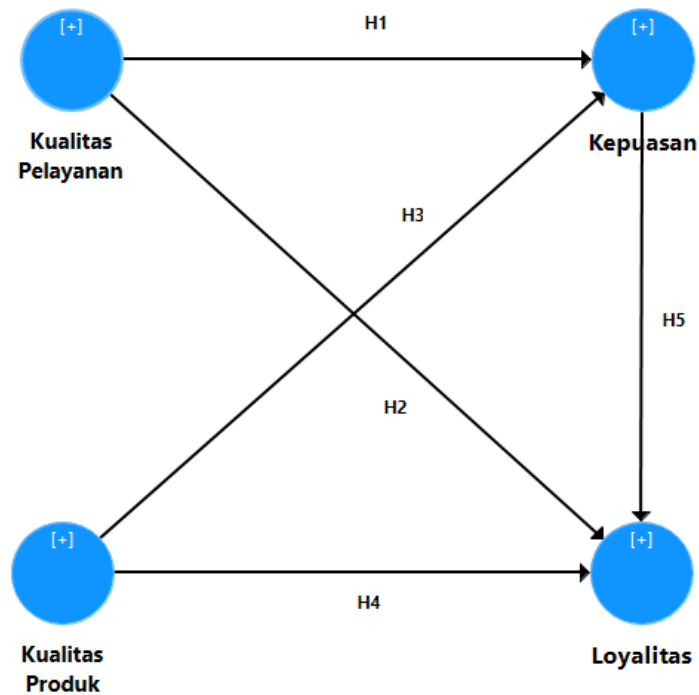 H1
[+]
[+]
Kualitas
Pelayanan
Kepuasan
H3
H5
H2
[+]
[+]
H4
Kualitas
Produk
Loyalitas